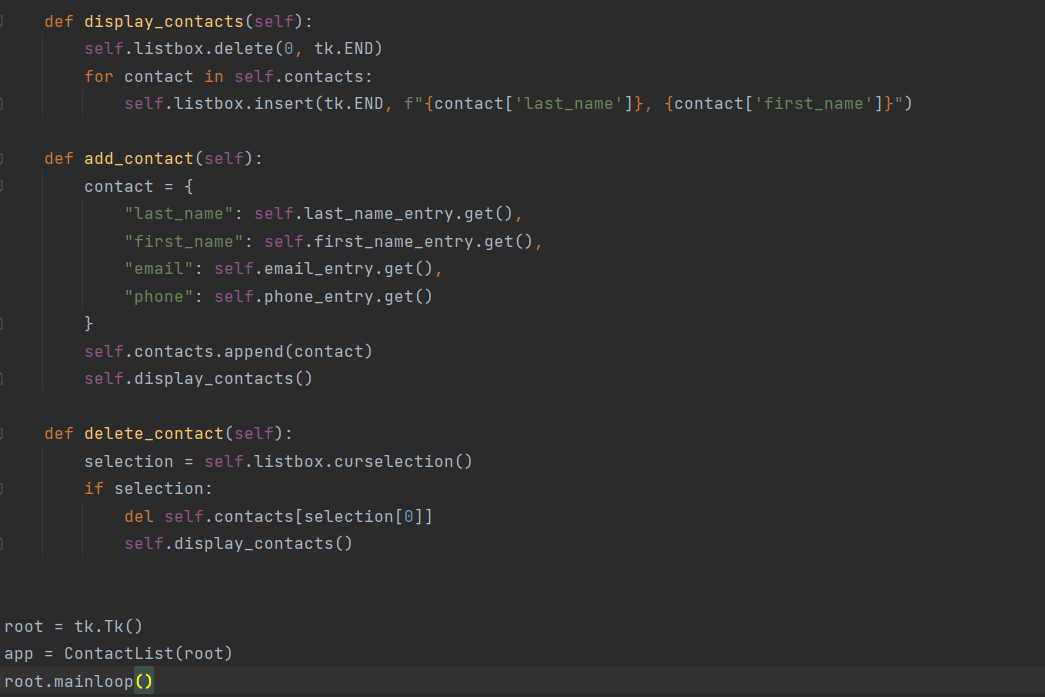 def display_contacts(self):
self.listbox.delete(0, tk.END)
for contact in self.contacts:
self.listbox.insert(tk.END, f"{contact['last_name']}, {contact['first_name']}")
def add_contact(self):
contact = {
"last_name": self.last_name_entry.get(),
"first_name": self.first_name_entry.get(),
"email": self.email_entry.get(),
"phone": self.phone_entry.get()
}
self.contacts.append(contact)
self.display_contacts()
def delete_contact(self):
selection = self.listbox.curselection()
if selection:
del self.contacts[selection[0]]
self.display_contacts()
root = tk.Tk()
app = ContactList(root)
root.mainloop()